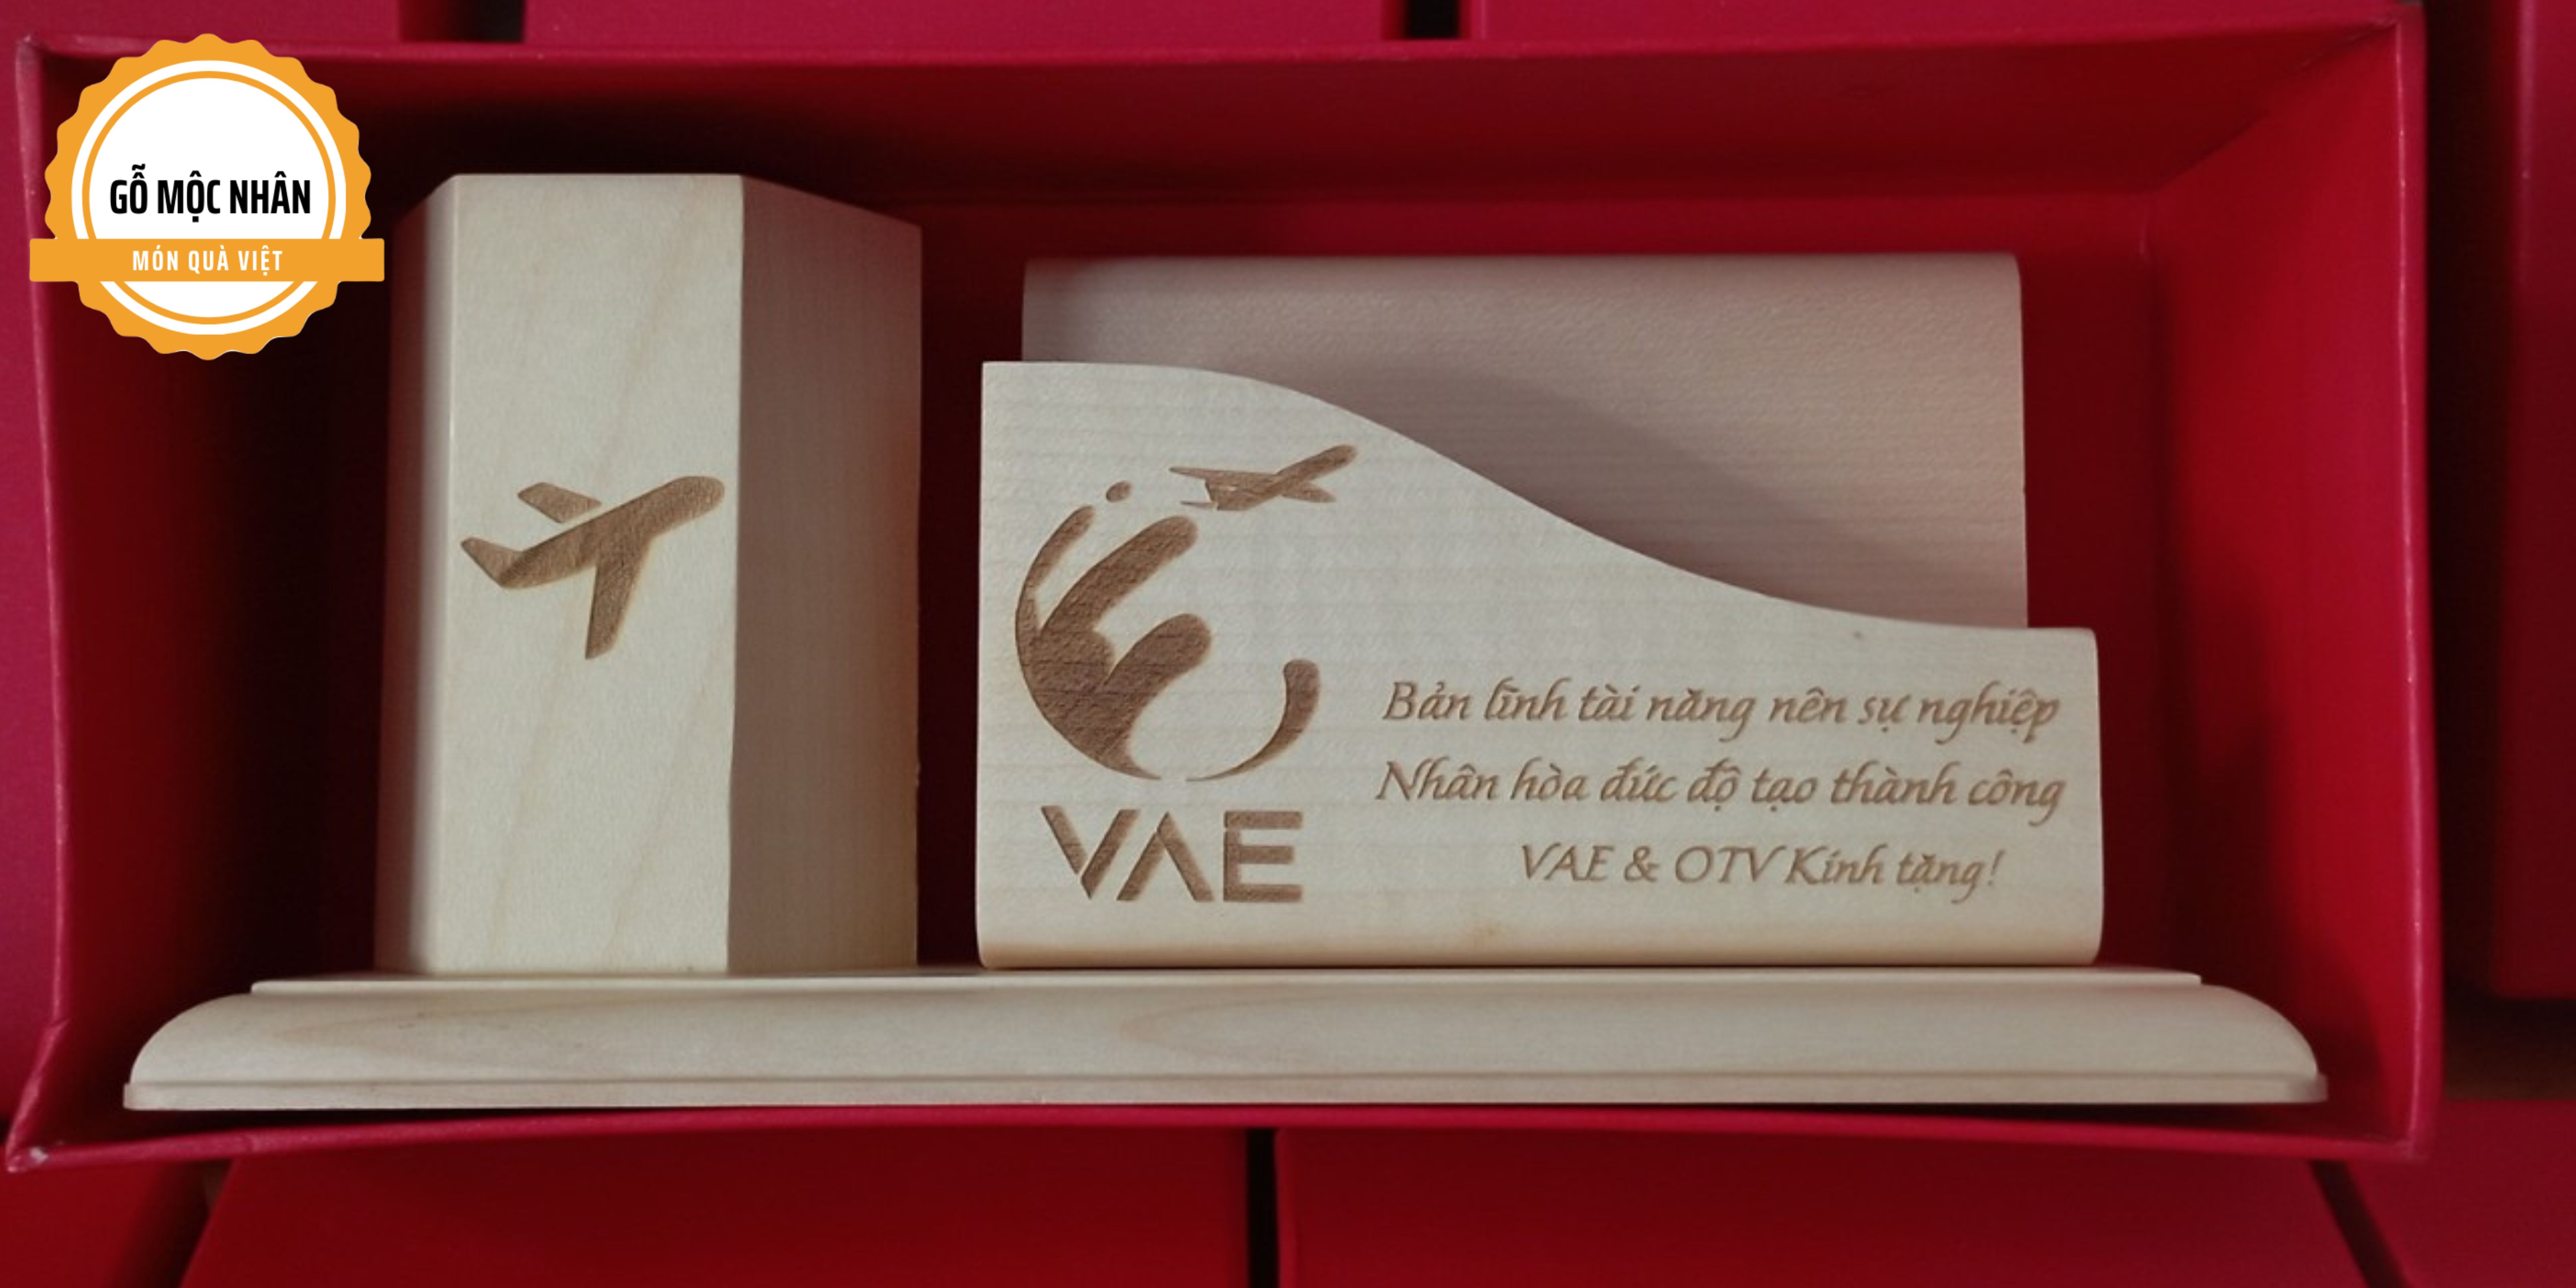 GỖ MỘC NHÂN
MÓN QUÀ VIỆT
VAE
Bản lĩnh tài năng nên sự nghiệp
Nhân hòa đức độ tạo thành công
VAE & OTV Kính tặng!